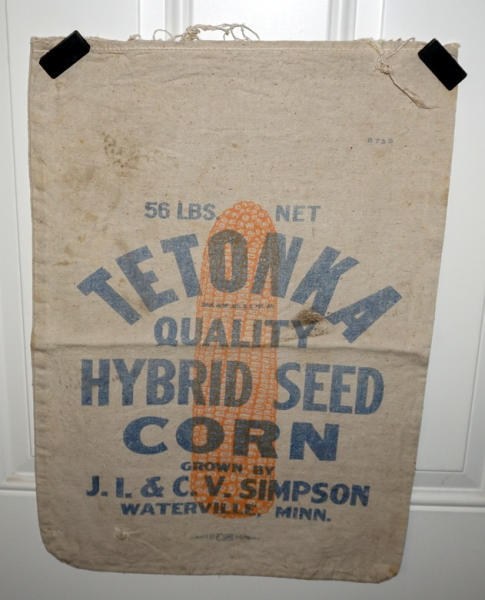 56 LBS. NET
TETONKA
QUALITY
HYBRID SEED
CORN
GROWN BY
J. I. & C. V. SIMPSON
WATERVILLE, MINN.